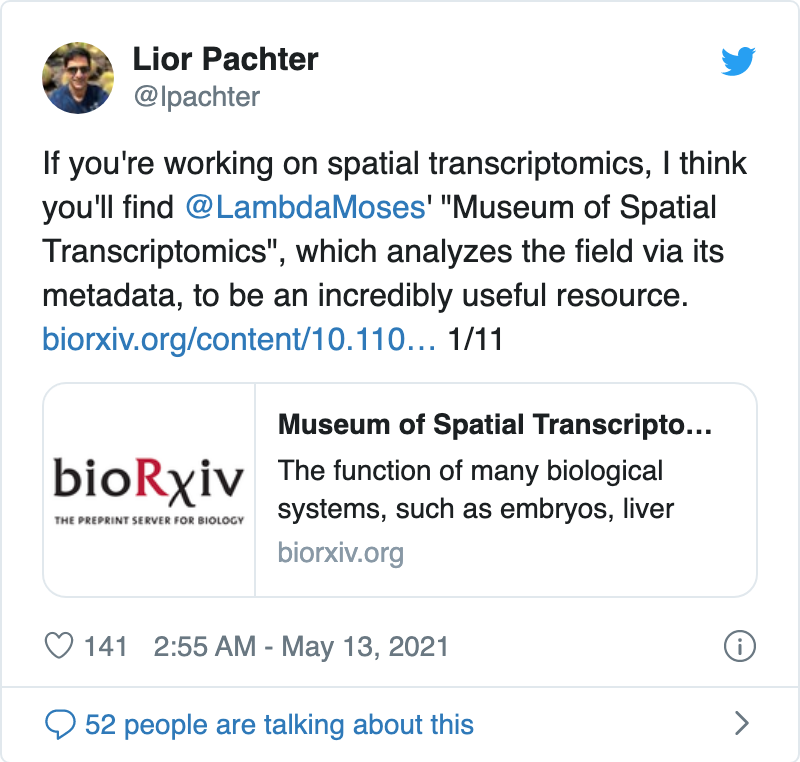 Lior Pachter
@lpachter
If you're working on spatial transcriptomics, I think
you'll find @LambdaMoses' "Museum of Spatial
Transcriptomics", which analyzes the field via its
metadata, to be an incredibly useful resource.
biorxiv.org/content/10.110… 1/11
bioRχiv
THE PREPRINT SERVER FOR BIOLOGY
Museum of Spatial Transcripto…
The function of many biological
systems, such as embryos, liver
biorxiv.org
141 2:55 AM - May 13, 2021
52 people are talking about this